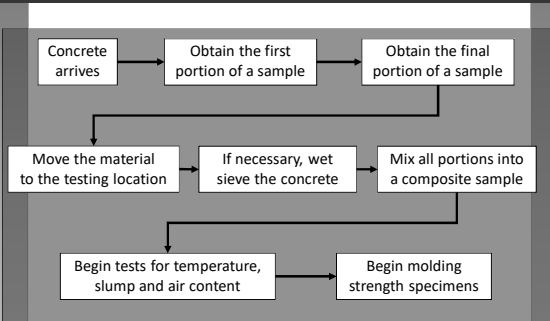 Concrete
arrives
Obtain the first
portion of a sample
Obtain the final
portion of a sample
Move the material
to the testing location
If necessary, wet
sieve the concrete
Mix all portions into
a composite sample
Begin tests for temperature,
slump and air content
Begin molding
strength specimens